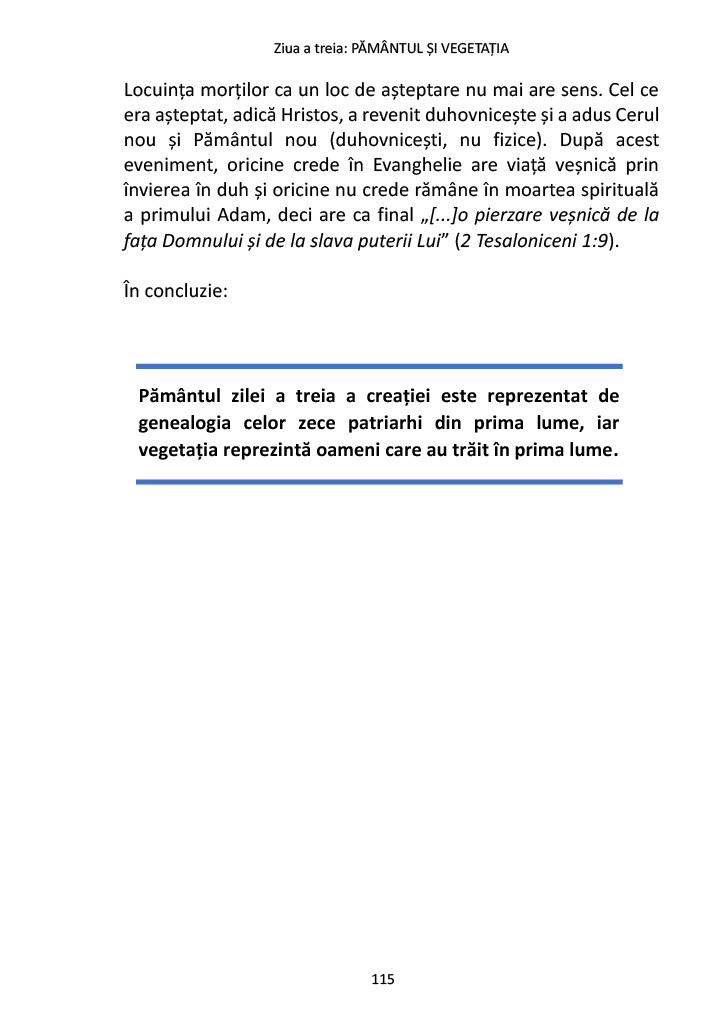 Ziua a treia: PĂMÂNTUL ȘI VEGETAȚIA
Locuința morților ca un loc de așteptare nu mai are sens. Cel ce
era așteptat, adică Hristos, a revenit duhovnicește și a adus Cerul
nou și Pământul nou (duhovnicești, nu fizice). După acest
eveniment, oricine crede în Evanghelie are viață veșnică prin
învierea în duh și oricine nu crede rămâne în moartea spirituală
a primului Adam, deci are ca final „[...]o pierzare veșnică de la
fața Domnului și de la slava puterii Lui” (2 Tesaloniceni 1:9).
În concluzie:
Pământul zilei a treia a creației este reprezentat de
genealogia celor zece patriarhi din prima lume, iar
vegetația reprezintă oameni care au trăit în prima lume.
115